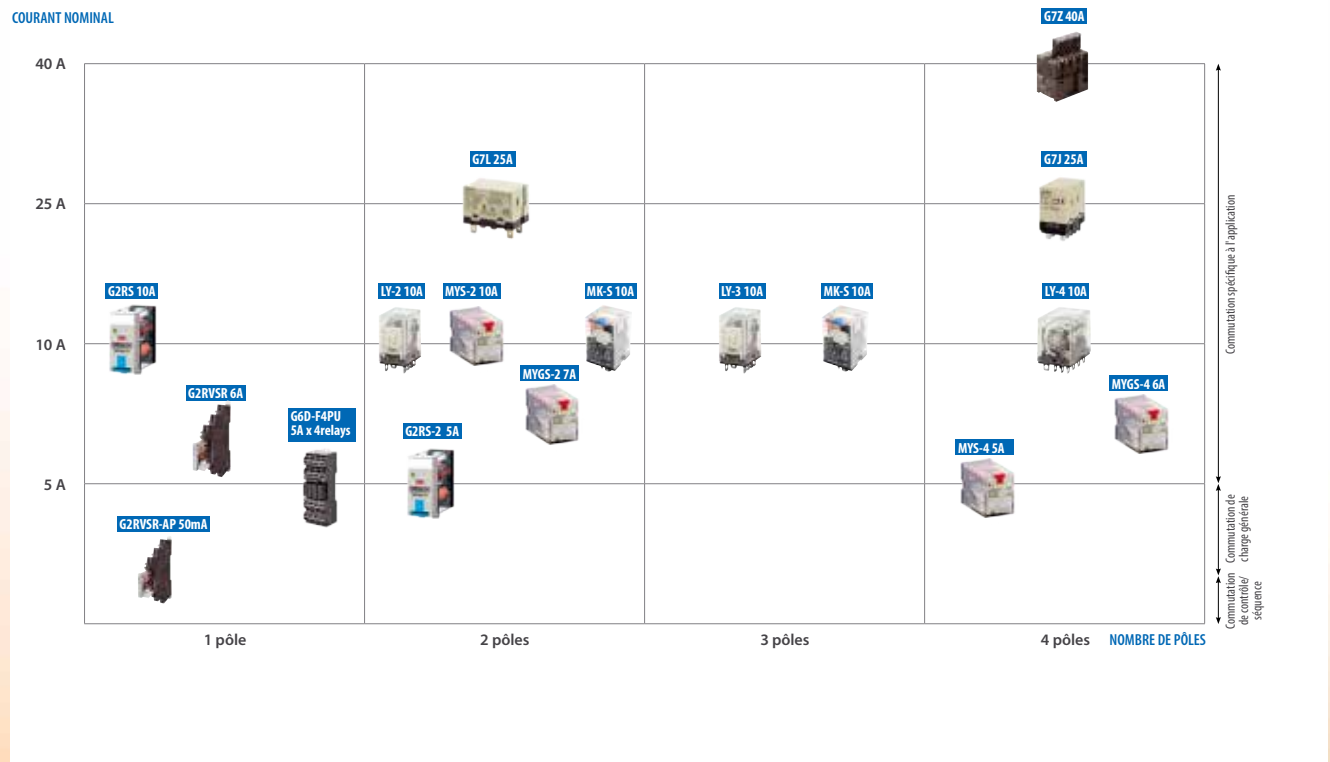 COURANT NOMINAL
G7Z 40A
40 A
G7L 25A
G7J 25A
25 A
G2RS 10A
LY-2 10A
MYS-2 10A
MK-S 10A
LY-3 10A
MK-S 10A
LY-4 10A
10 A
MYGS-2 7A
MYGS-4 6A
G2RVSR 6A
G6D-F4PU
5A x 4relays
G2RS-2 5A
MYS-4 5A
5 A
G2RVSR-AP 50mA
Commutation spécifique à l'application
Commutation de
charge générale
Commutation
de contrôle/
séquence
1 pôle
2 pôles
3 pôles
4 pôles
NOMBRE DE PÔLES